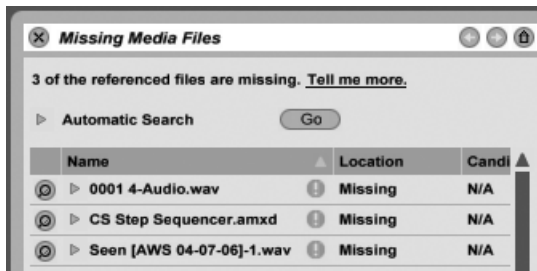 Missing Media Files
3 of the referenced files are missing. Tell me more.
Automatic Search Go
Name Location Candi
0001 4-Audio.wav Missing N/A
CS Step Sequencer.amxd Missing N/A
Seen [AWS 04-07-06]-1.wav Missing N/A